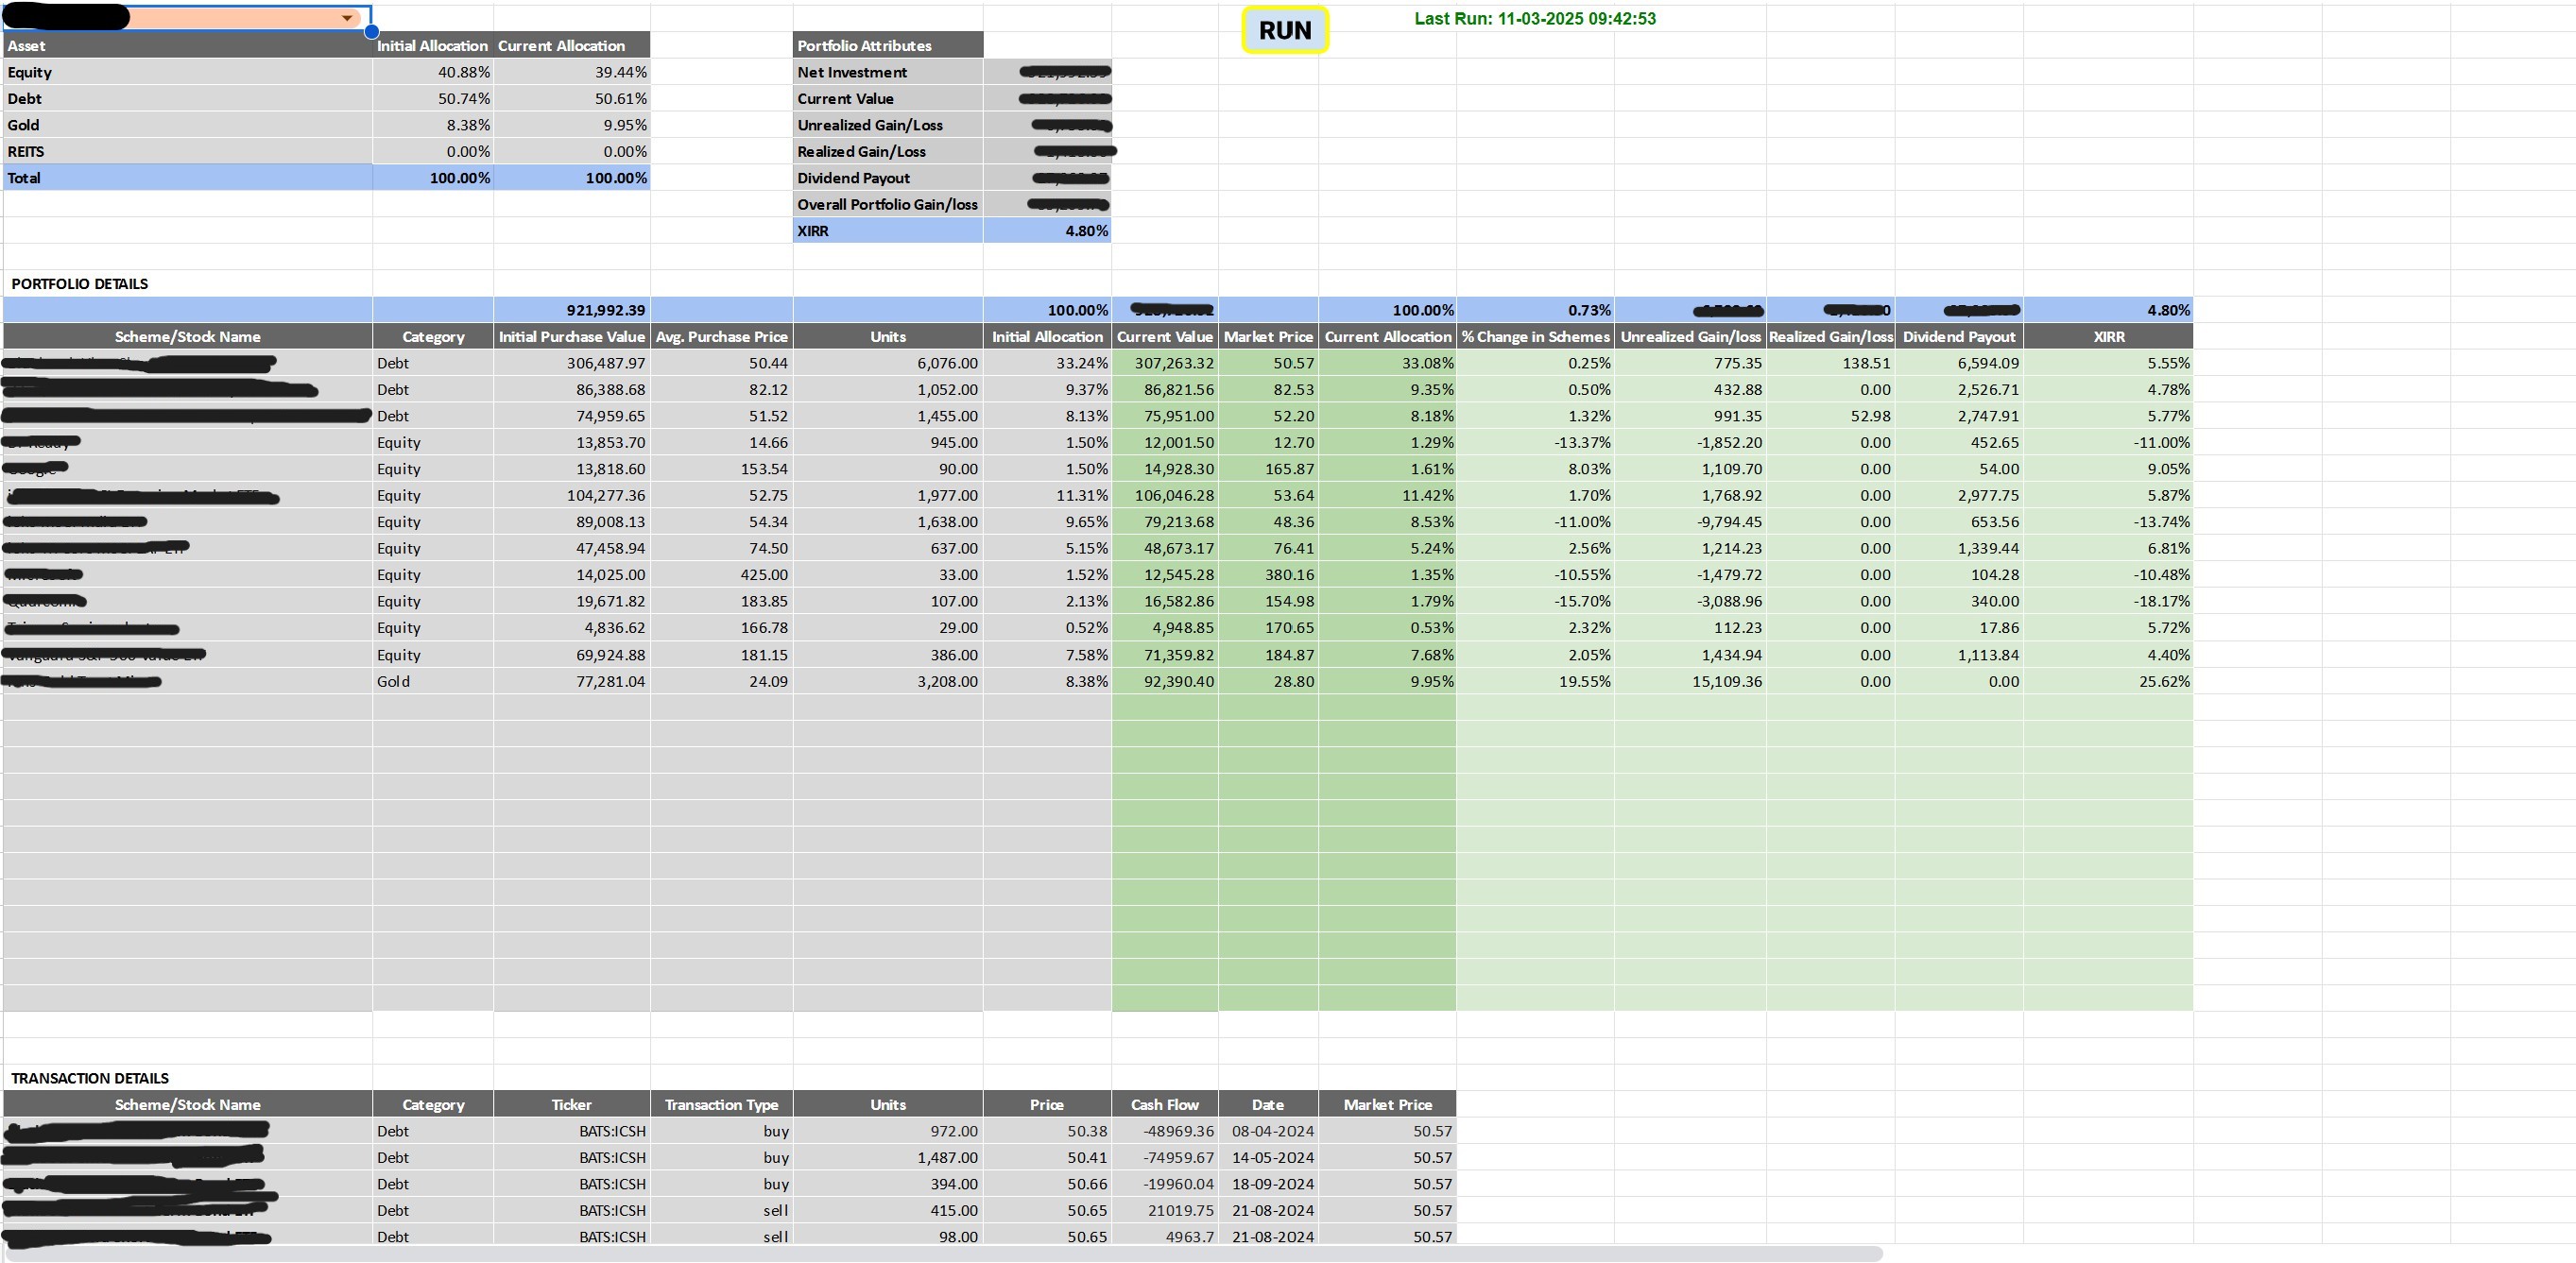 RUN Last Run: 11-03-2025 09:42:53
Asset Initial Allocation Current Allocation Portfolio Attributes
Equity 40.88% 39.44% Net Investment
Debt 50.74% 50.61% Current Value
Gold 8.38% 9.95% Unrealized Gain/Loss
REITS 0.00% 0.00% Realized Gain/Loss
Total 100.00% 100.00% Dividend Payout
Overall Portfolio Gain/loss
XIRR 4.80%
PORTFOLIO DETAILS
921,992.39 100.00% 100.00% 0.73% 4.80%
Scheme/Stock Name Category Initial Purchase Value Avg. Purchase Price Units Initial Allocation Current Value Market Price Current Allocation % Change in Schemes Unrealized Gain/loss Realized Gain/loss Dividend Payout XIRR
Debt 306,487.97 50.44 6,076.00 33.24% 307,263.32 50.57 33.08% 0.25% 775.35 138.51 6,594.09 5.55%
Debt 86,388.68 82.12 1,052.00 9.37% 86,821.56 82.53 9.35% 0.50% 432.88 0.00 2,526.71 4.78%
Debt 74,959.65 51.52 1,455.00 8.13% 75,951.00 52.20 8.18% 1.32% 991.35 52.98 2,747.91 5.77%
Equity 13,853.70 14.66 945.00 1.50% 12,001.50 12.70 1.29% -13.37% -1,852.20 0.00 452.65 -11.00%
Equity 13,818.60 153.54 90.00 1.50% 14,928.30 165.87 1.61% 8.03% 1,109.70 0.00 54.00 9.05%
Equity 104,277.36 52.75 1,977.00 11.31% 106,046.28 53.64 11.42% 1.70% 1,768.92 0.00 2,977.75 5.87%
Equity 89,008.13 54.34 1,638.00 9.65% 79,213.68 48.36 8.53% -11.00% -9,794.45 0.00 653.56 -13.74%
Equity 47,458.94 74.50 637.00 5.15% 48,673.17 76.41 5.24% 2.56% 1,214.23 0.00 1,339.44 6.81%
Equity 14,025.00 425.00 33.00 1.52% 12,545.28 380.16 1.35% -10.55% -1,479.72 0.00 104.28 -10.48%
Equity 19,671.82 183.85 107.00 2.13% 16,582.86 154.98 1.79% -15.70% -3,088.96 0.00 340.00 -18.17%
Equity 4,836.62 166.78 29.00 0.52% 4,948.85 170.65 0.53% 2.32% 112.23 0.00 17.86 5.72%
Equity 69,924.88 181.15 386.00 7.58% 71,359.82 184.87 7.68% 2.05% 1,434.94 0.00 1,113.84 4.40%
Gold 77,281.04 24.09 3,208.00 8.38% 92,390.40 28.80 9.95% 19.55% 15,109.36 0.00 0.00 25.62%
TRANSACTION DETAILS
Scheme/Stock Name Category Ticker Transaction Type Units Price Cash Flow Date Market Price
Debt BATS:ICSH buy 972.00 50.38 -48969.36 08-04-2024 50.57
Debt BATS:ICSH buy 1,487.00 50.41 -74959.67 14-05-2024 50.57
Debt BATS:ICSH buy 394.00 50.66 -19960.04 18-09-2024 50.57
Debt BATS:ICSH sell 415.00 50.65 21019.75 21-08-2024 50.57
Debt BATS:ICSH sell 98.00 50.65 4963.7 21-08-2024 50.57